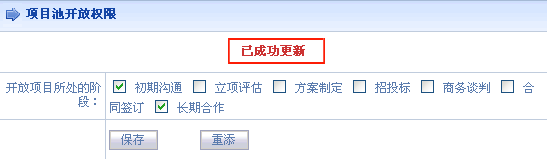 项目池开放权限
已成功更新
开放项目所处的阶段：
初期沟通 立项评估 方案制定 招投标 商务谈判 合
同签订 长期合作
保存 重添